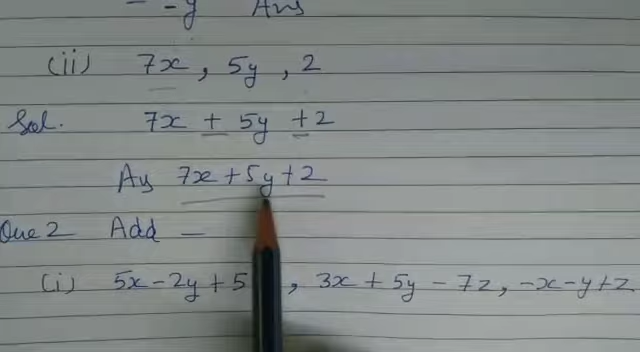 - -y Ans
(ii) 7x, 5y, 2
Sol. 7x + 5y + 2
Ans 7x+5y+2
Que 2 Add -
(i) 5x-2y+5 , 3x+5y-7z, -x-y+z